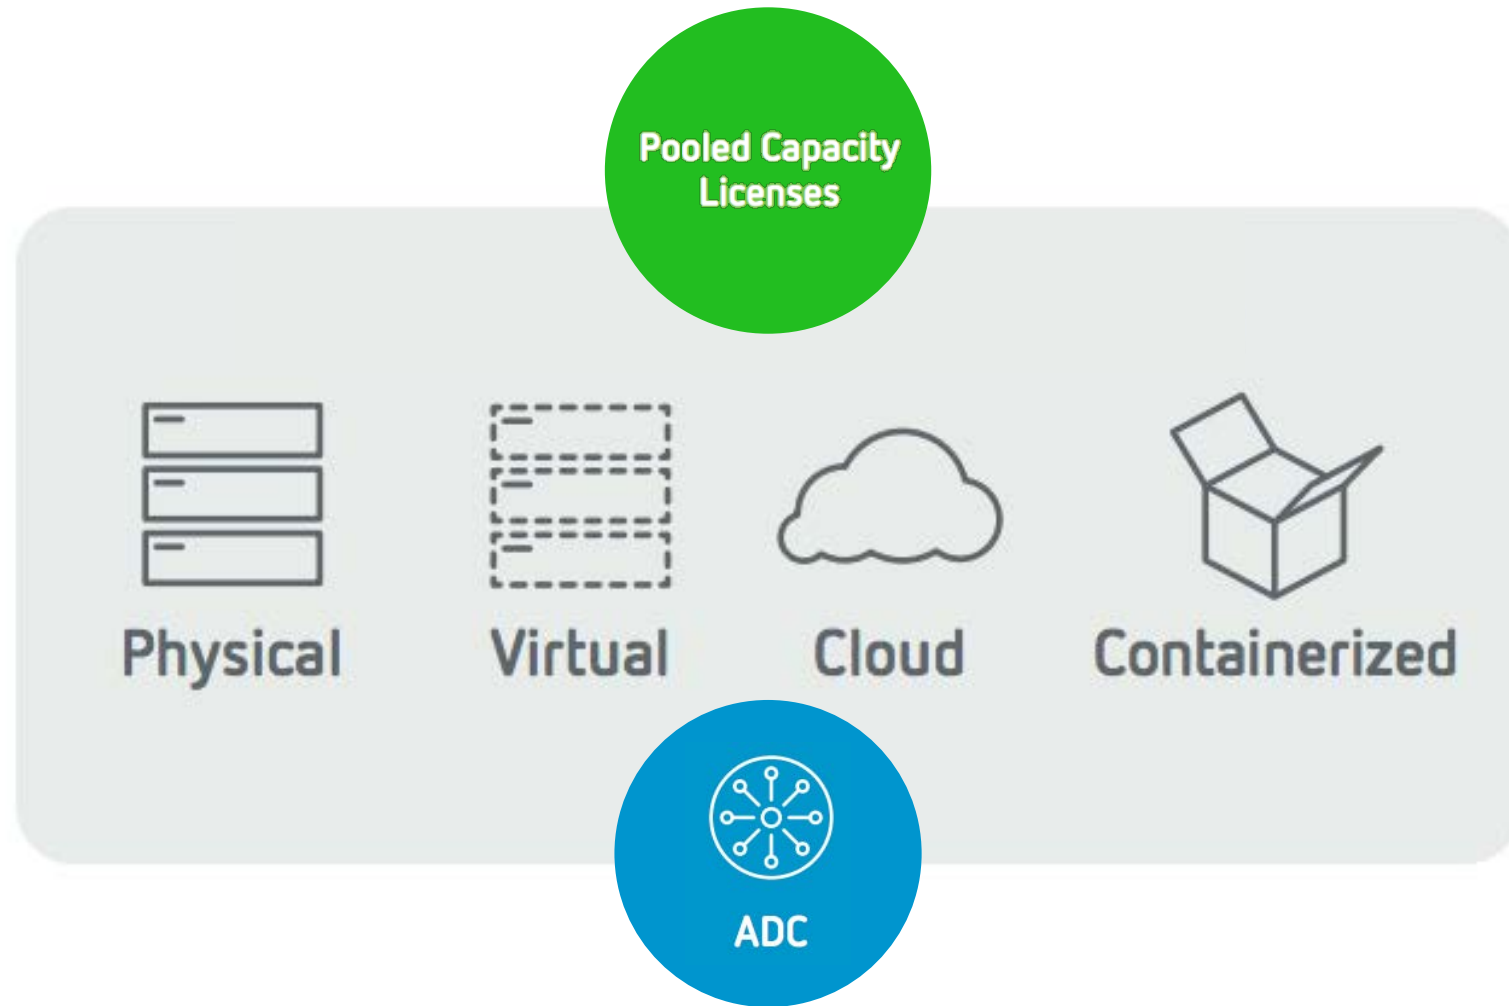 Pooled Capacity
Licenses
Physical
Virtual
Cloud
Containerized
ADC